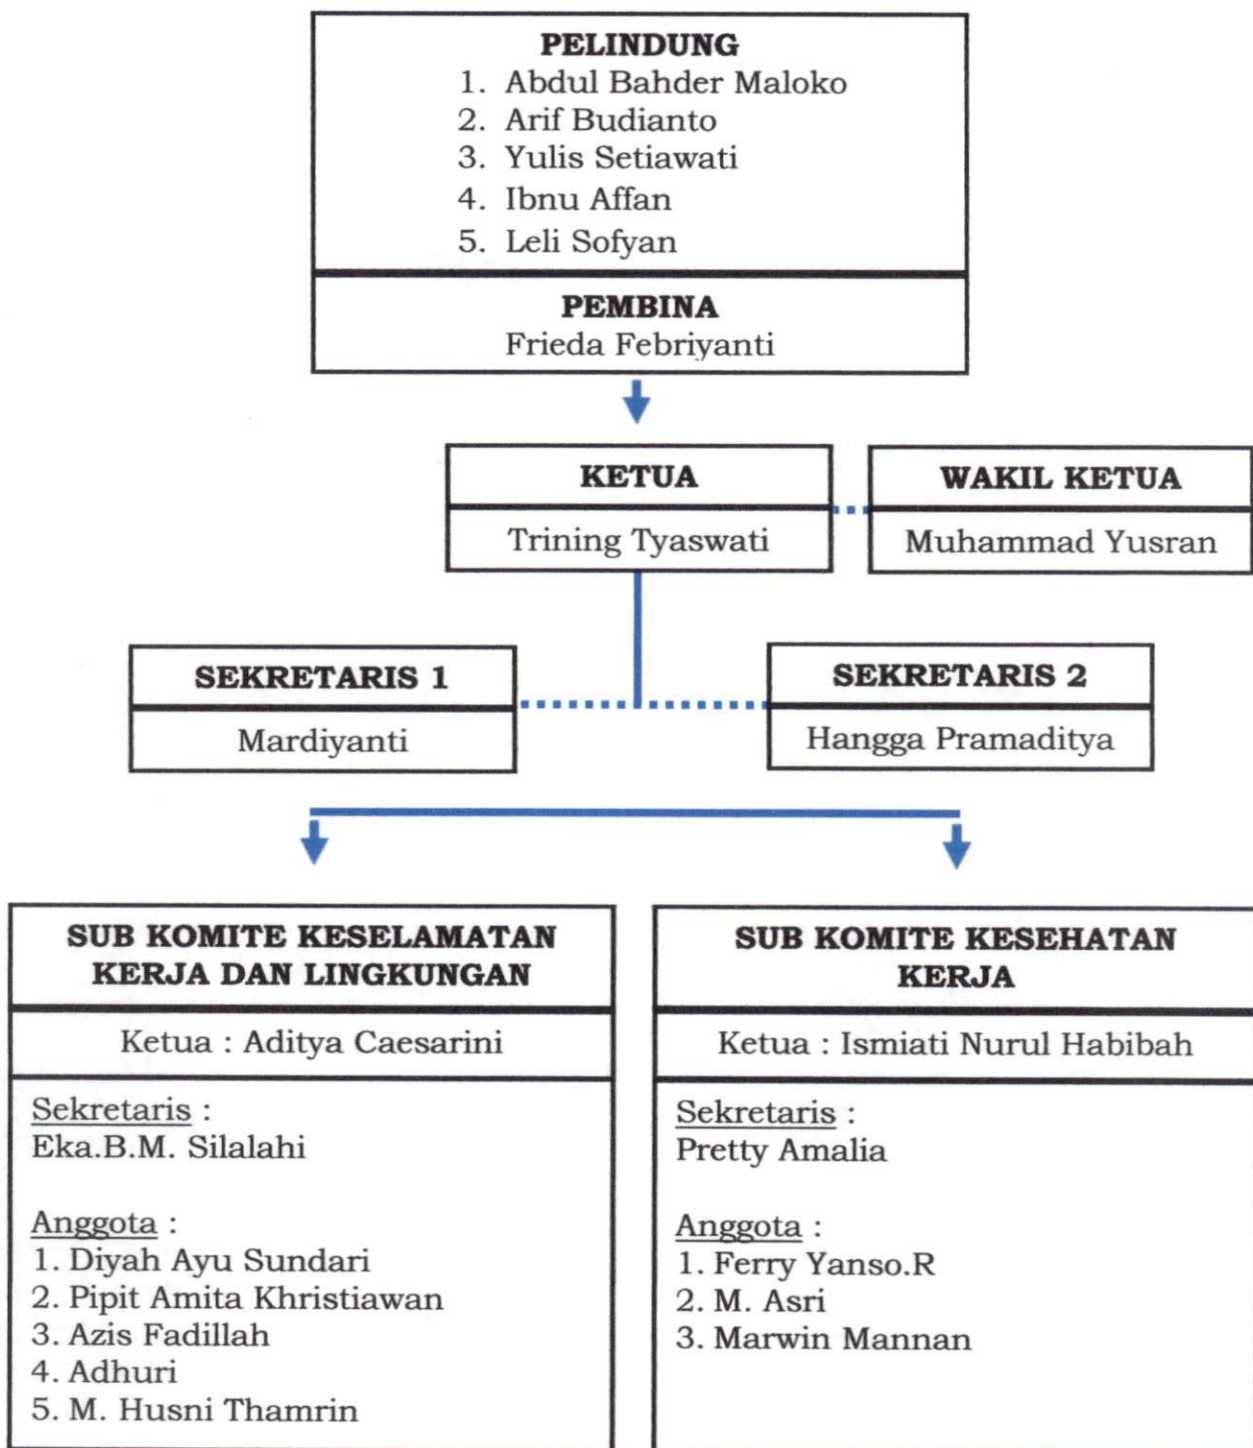 PELINDUNG
1. Abdul Bahder Maloko
2. Arif Budianto
3. Yulis Setiawati
4. Ibnu Affan
5. Leli Sofyan
PEMBINA
Frieda Febriyanti
KETUA
Trining Tyaswati
WAKIL KETUA
Muhammad Yusran
SEKRETARIS 1
Mardiyanti
SEKRETARIS 2
Hangga Pramaditya
SUB KOMITE KESELAMATAN
KERJA DAN LINGKUNGAN
Ketua : Aditya Caesarini
Sekretaris :
Eka.B.M. Silalahi
Anggota :
1. Diyah Ayu Sundari
2. Pipit Amita Khristiawan
3. Azis Fadillah
4. Adhuri
5. M. Husni Thamrin
SUB KOMITE KESEHATAN
KERJA
Ketua : Ismiati Nurul Habibah
Sekretaris :
Pretty Amalia
Anggota :
1. Ferry Yanso.R
2. M. Asri
3. Marwin Mannan